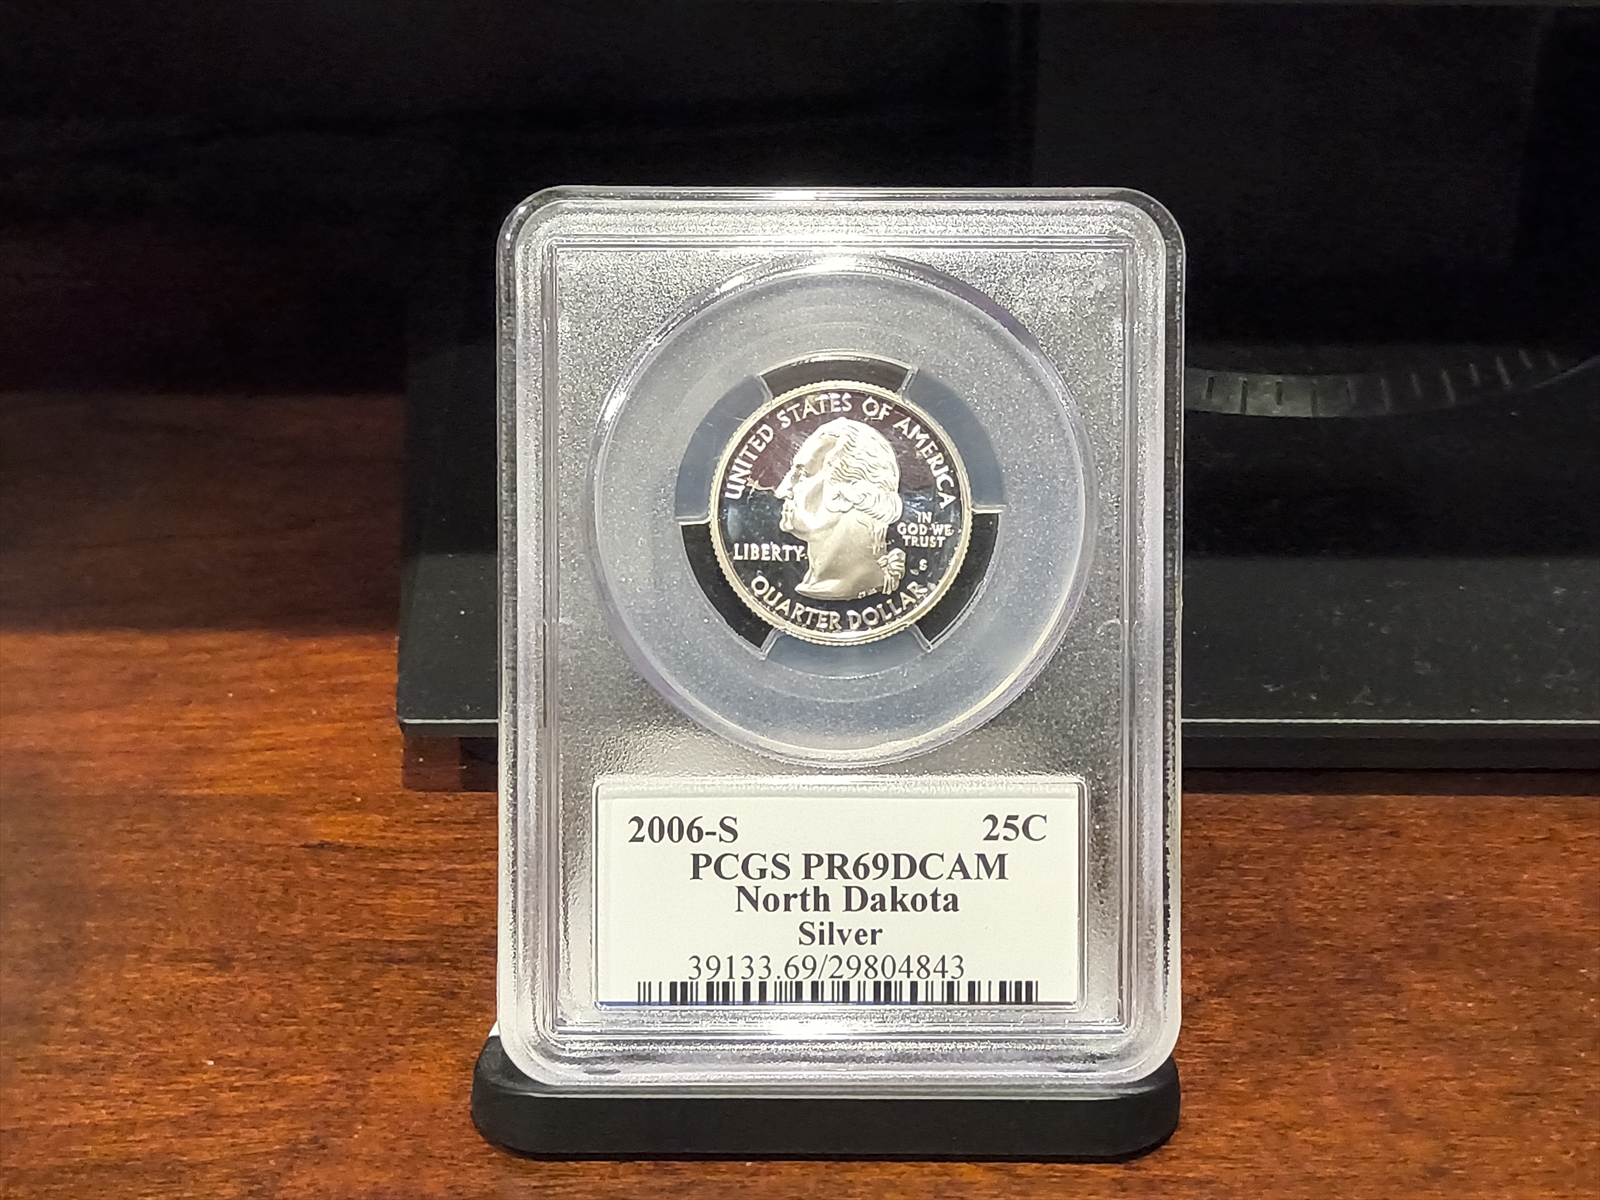 UNITED STATES OF AMERICA
IN
GOD WE
TRUST
LIBERTY
S
QUARTER DOLLAR
2006-S 25C
PCGS PR69DCAM
North Dakota
Silver
39133.69/29804843